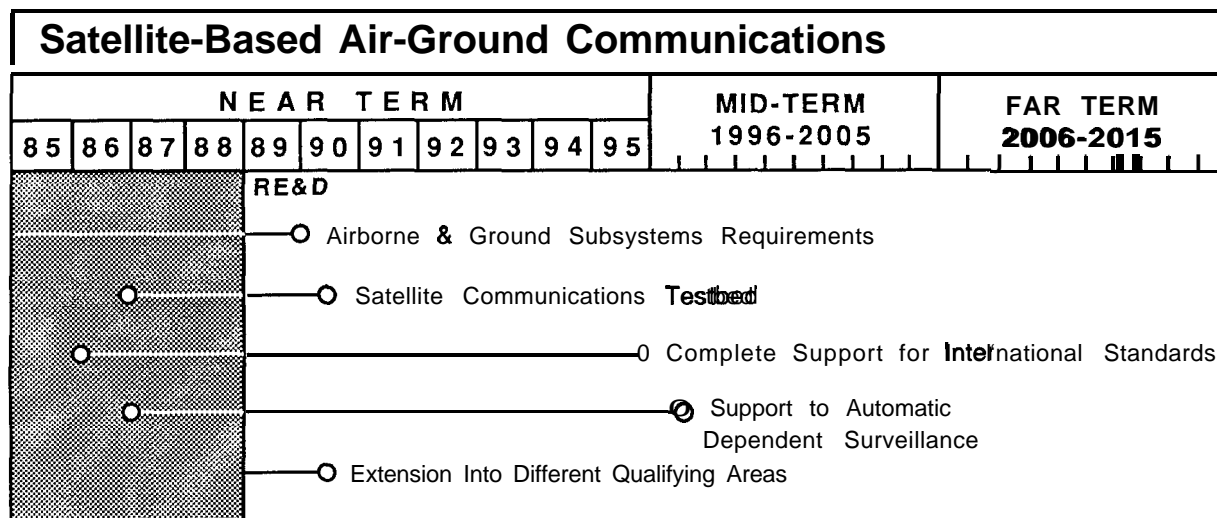 Satellite-Based Air-Ground Communications
NEAR TERM
MID-TERM
FAR TERM
1996-2005
2006-2015
85 86 87 88 89 90 91 92 93 94 95
RE&D
Airborne & Ground Subsystems Requirements
Satellite Communications Testbed
0 Complete Support for International Standards
Support to Automatic
Dependent Surveillance
Extension Into Different Qualifying Areas